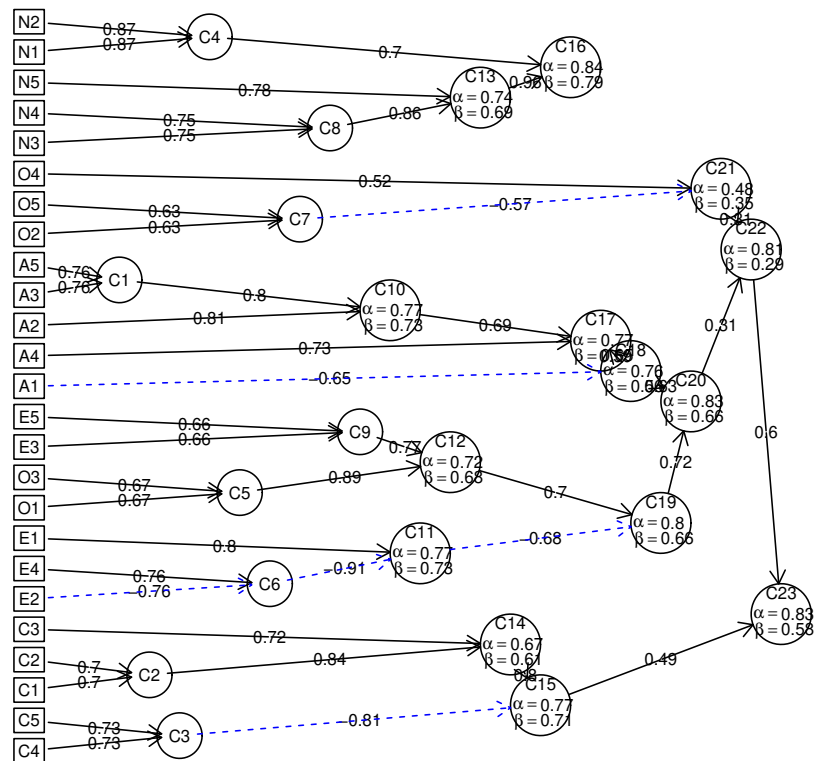 N2
N1
N5
N4
N3
O4
O5
O2
A5
A3
A2
A4
A1
E5
E3
O3
O1
E1
E4
E2
C3
C2
C1
C5
C4
0.87
0.87
C4
0.7
C16
α = 0.84
β = 0.79
0.78
C13
α = 0.74
β = 0.69
0.75
0.75
C8
0.86
0.52
C21
α = 0.48
β = 0.35
0.63
0.63
C7
−0.57
C22
α = 0.81
β = 0.29
0.76
0.76
C1
0.8
C10
α = 0.77
β = 0.73
0.81
0.69
C17
α = 0.77
0.73
C18
α = 0.76
−0.65
C20
α = 0.83
β = 0.66
0.31
0.66
0.66
C9
0.77
C12
α = 0.72
β = 0.68
0.67
0.67
C5
0.89
0.7
0.72
0.6
C19
α = 0.8
β = 0.66
0.8
C11
α = 0.77
β = 0.73
−0.68
0.76
−0.76
C6
−0.91
C23
α = 0.83
β = 0.58
0.72
C14
α = 0.67
β = 0.61
0.7
0.7
C2
0.84
0.49
C15
α = 0.77
β = 0.71
0.73
0.73
C3
−0.81